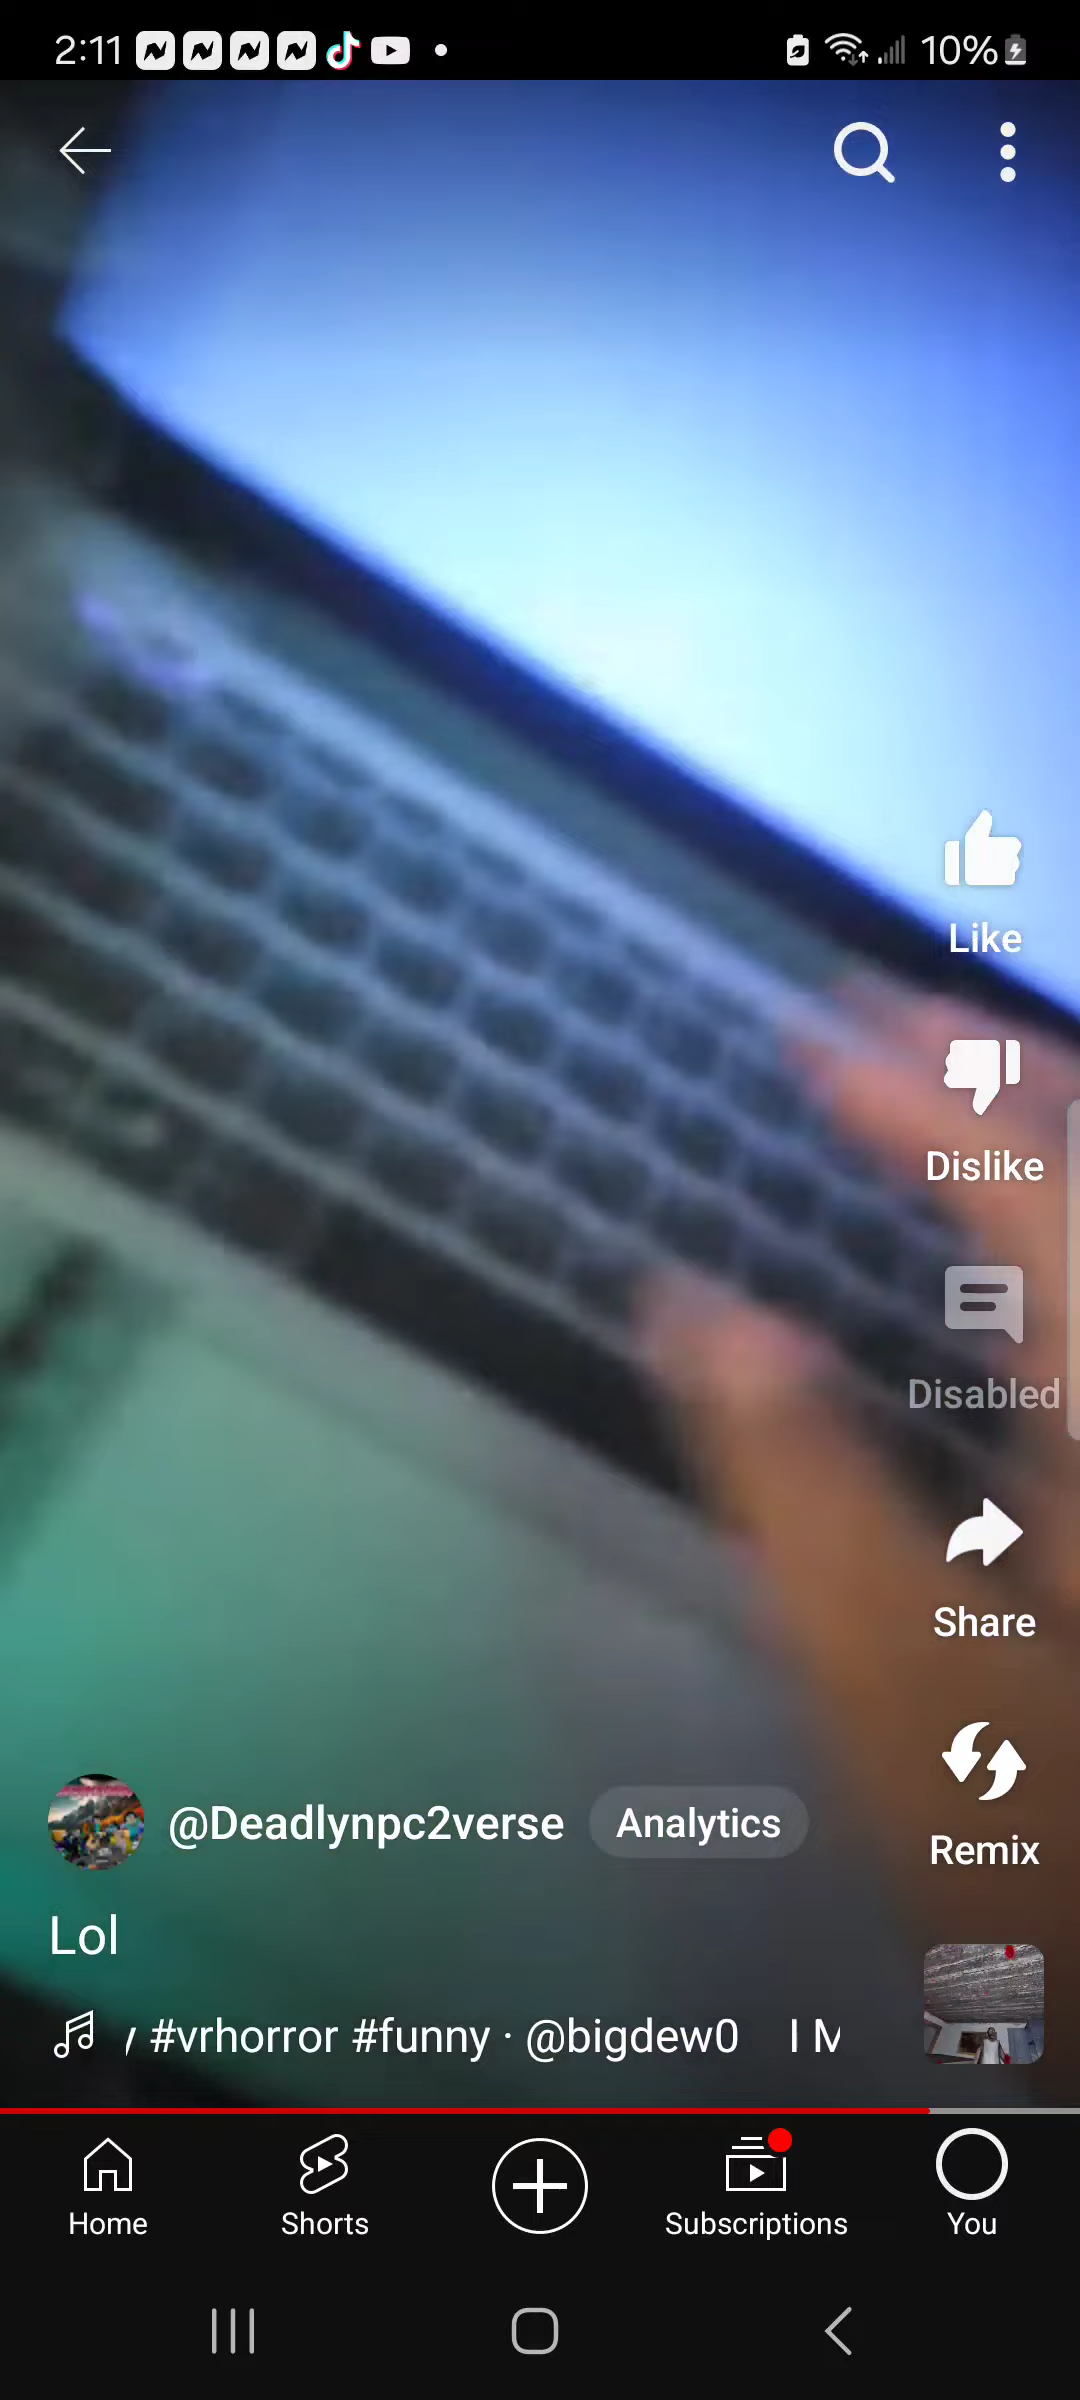 2:11
10%
Like
Dislike
Disabled
Share
Remix
@Deadlynpc2verse
Analytics
Lol
#vrhorror #funny · @bigdew0 I M
Home
Shorts
Subscriptions
You